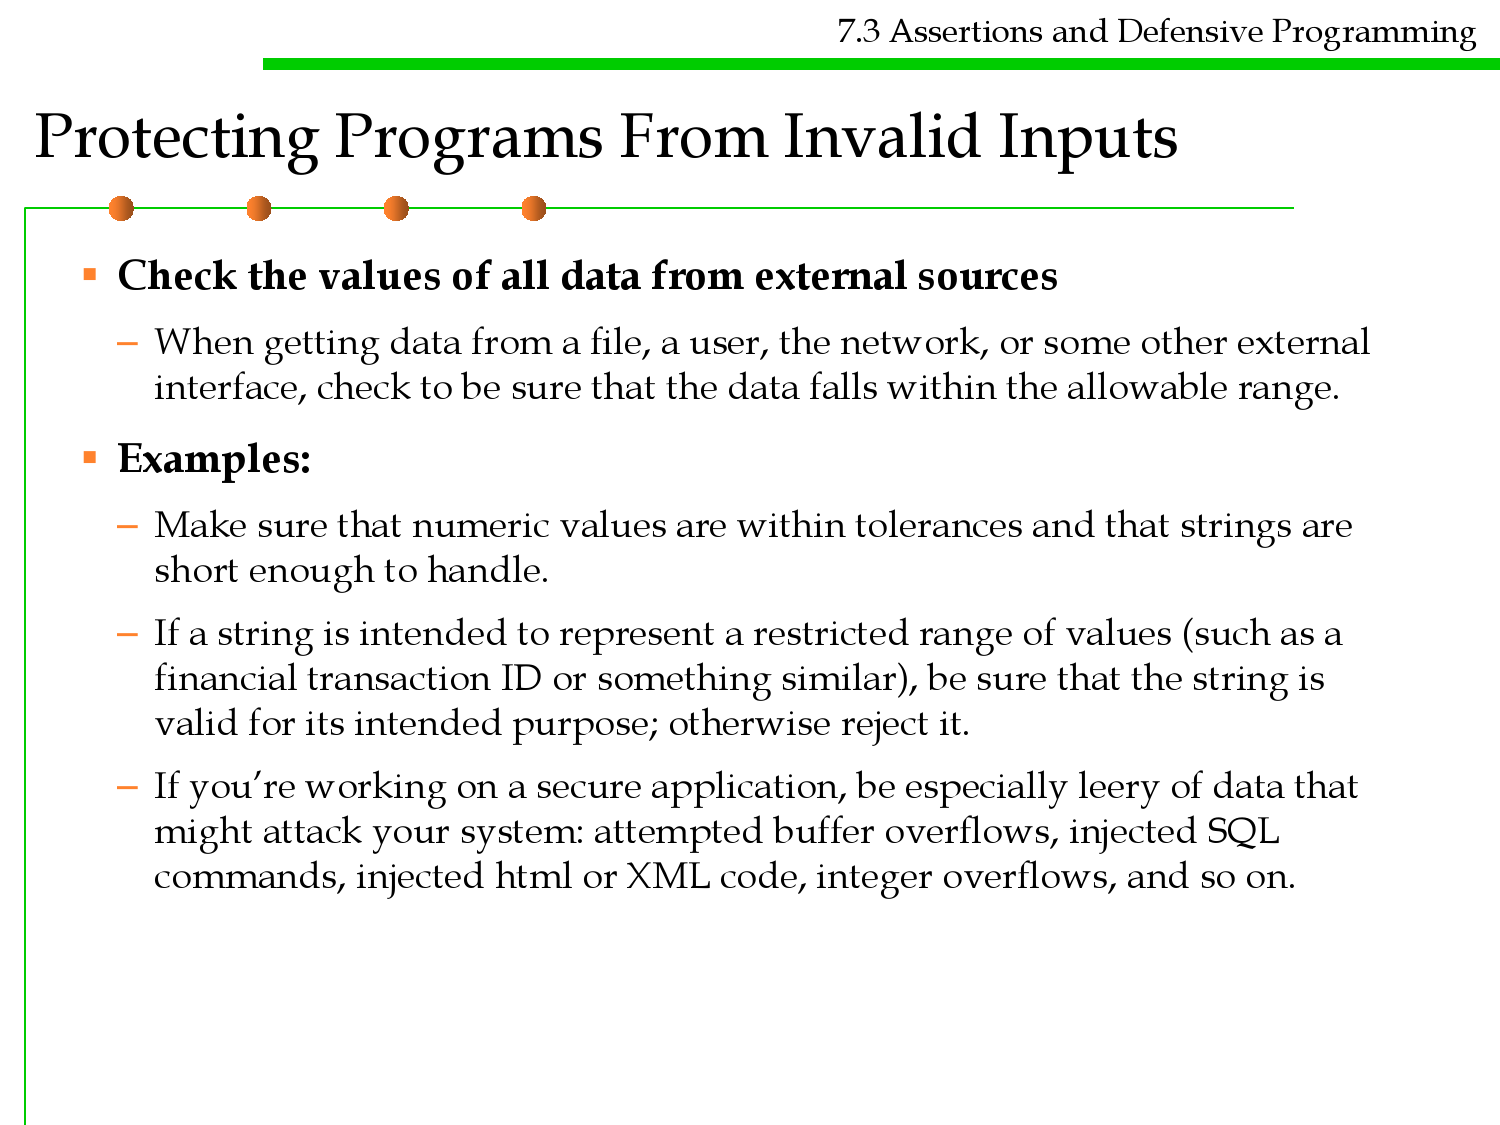 7.3 Assertions and Defensive Programming
Protecting Programs From Invalid Inputs
▪ Check the values of all data from external sources
– When getting data from a file, a user, the network, or some other external
interface, check to be sure that the data falls within the allowable range.
▪ Examples:
– Make sure that numeric values are within tolerances and that strings are
short enough to handle.
– If a string is intended to represent a restricted range of values (such as a
financial transaction ID or something similar), be sure that the string is
valid for its intended purpose; otherwise reject it.
– If you’re working on a secure application, be especially leery of data that
might attack your system: attempted buffer overflows, injected SQL
commands, injected html or XML code, integer overflows, and so on.